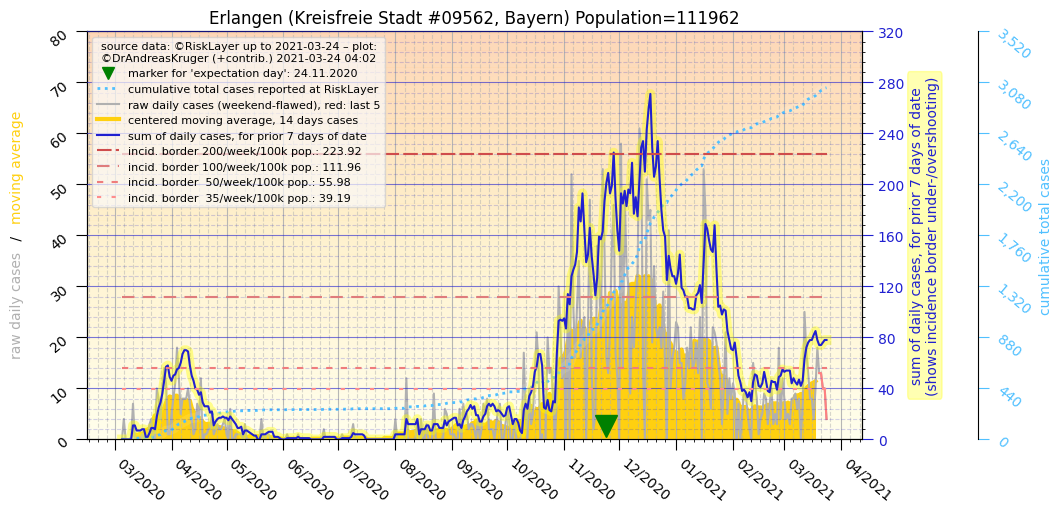 Erlangen (Kreisfreie Stadt #09562, Bayern) Population=111962
source data: ©RiskLayer up to 2021-03-24 – plot:
©DrAndreasKruger (+contrib.) 2021-03-24 04:02
marker for 'expectation day': 24.11.2020
cumulative total cases reported at RiskLayer
raw daily cases (weekend-flawed), red: last 5
centered moving average, 14 days cases
sum of daily cases, for prior 7 days of date
incid. border 200/week/100k pop.: 223.92
incid. border 100/week/100k pop.: 111.96
incid. border  50/week/100k pop.: 55.98
incid. border  35/week/100k pop.: 39.19
raw daily cases  /  moving average
80
70
60
50
40
30
20
10
0
320
280
240
200
160
120
80
40
0
sum of daily cases, for prior 7 days of date
(shows incidence border under-/overshooting)
3,520
3,080
2,640
2,200
1,760
1,320
880
440
0
cumulative total cases
03/2020
04/2020
05/2020
06/2020
07/2020
08/2020
09/2020
10/2020
11/2020
12/2020
01/2021
02/2021
03/2021
04/2021